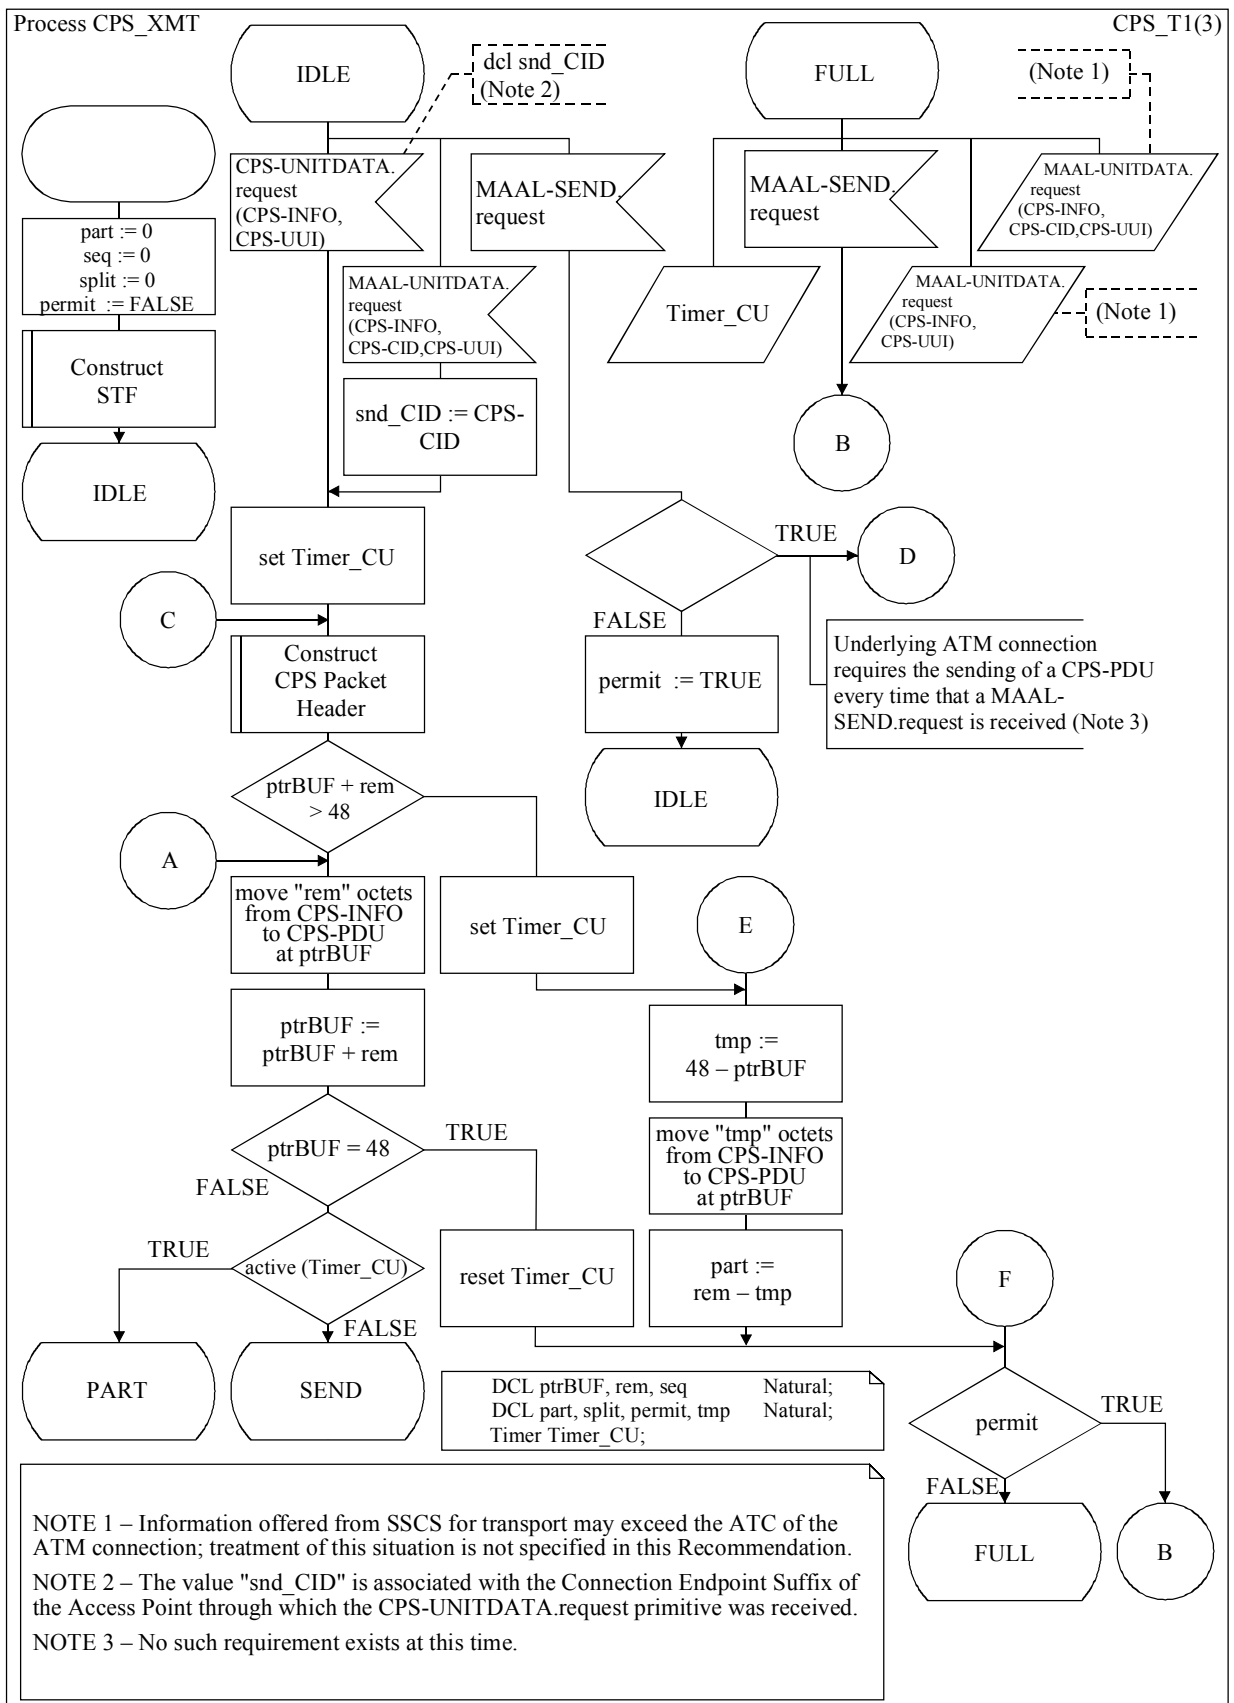 Process CPS_XMT
CPS_T1(3)
IDLE
dcl snd_CID
(Note 2)
FULL
(Note 1)
CPS-UNITDATA.
request
(CPS-INFO,
CPS-UUI)
MAAL-SEND.
request
MAAL-SEND.
request
MAAL-UNITDATA.
request
(CPS-INFO,
CPS-CID,CPS-UUI)
part := 0
seq := 0
split := 0
permit := FALSE
MAAL-UNITDATA.
request
(CPS-INFO,
CPS-CID,CPS-UUI)
Timer_CU
MAAL-UNITDATA.
request
(CPS-INFO,
CPS-UUI)
(Note 1)
Construct
STF
snd_CID := CPS-
CID
B
IDLE
set Timer_CU
TRUE
D
C
FALSE
Construct
CPS Packet
Header
permit := TRUE
Underlying ATM connection
requires the sending of a CPS-PDU
every time that a MAAL-
SEND.request is received (Note 3)
ptrBUF + rem
> 48
IDLE
A
move "rem" octets
from CPS-INFO
to CPS-PDU
at ptrBUF
set Timer_CU
E
ptrBUF :=
ptrBUF + rem
tmp :=
48 – ptrBUF
ptrBUF = 48
TRUE
FALSE
move "tmp" octets
from CPS-INFO
to CPS-PDU
at ptrBUF
TRUE
active (Timer_CU)
FALSE
reset Timer_CU
part :=
rem – tmp
F
PART
SEND
DCL ptrBUF, rem, seq Natural;
DCL part, split, permit, tmp Natural;
Timer Timer_CU;
permit
TRUE
FALSE
FULL
B
NOTE 1 – Information offered from SSCS for transport may exceed the ATC of the
ATM connection; treatment of this situation is not specified in this Recommendation.
NOTE 2 – The value "snd_CID" is associated with the Connection Endpoint Suffix of
the Access Point through which the CPS-UNITDATA.request primitive was received.
NOTE 3 – No such requirement exists at this time.